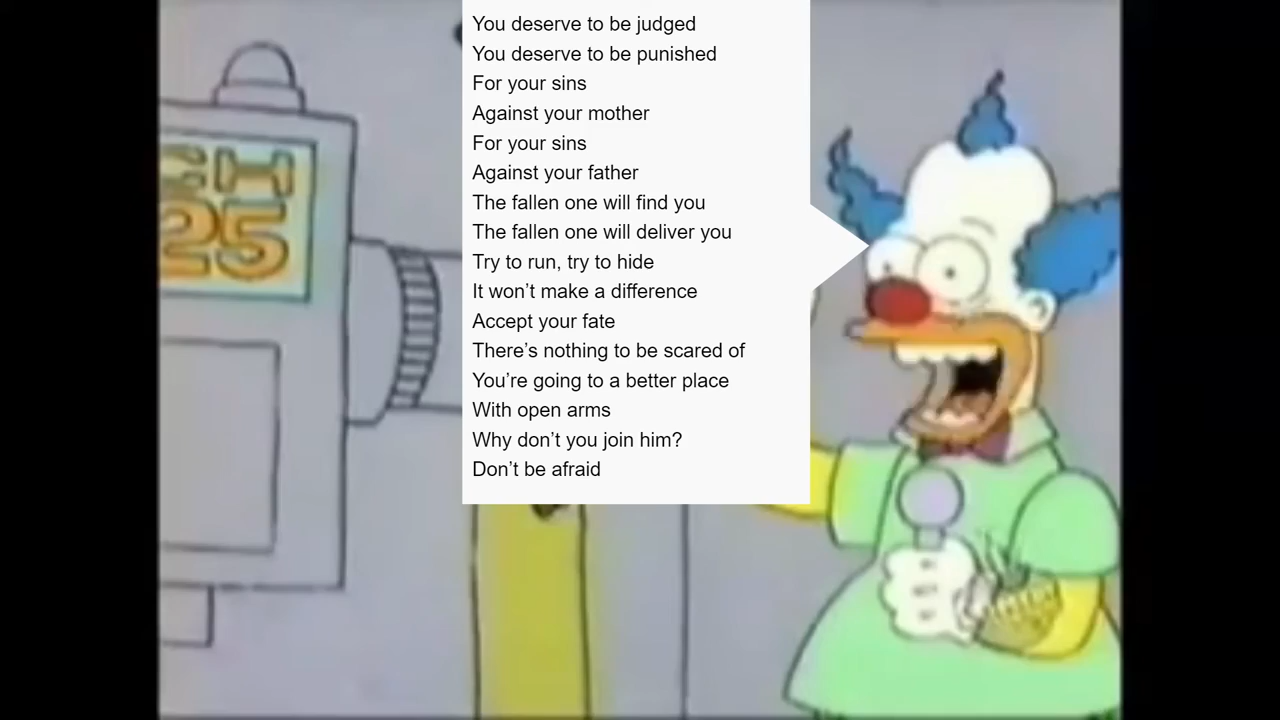 CH
25
You deserve to be judged
You deserve to be punished
For your sins
Against your mother
For your sins
Against your father
The fallen one will find you
The fallen one will deliver you
Try to run, try to hide
It won’t make a difference
Accept your fate
There’s nothing to be scared of
You’re going to a better place
With open arms
Why don’t you join him?
Don’t be afraid